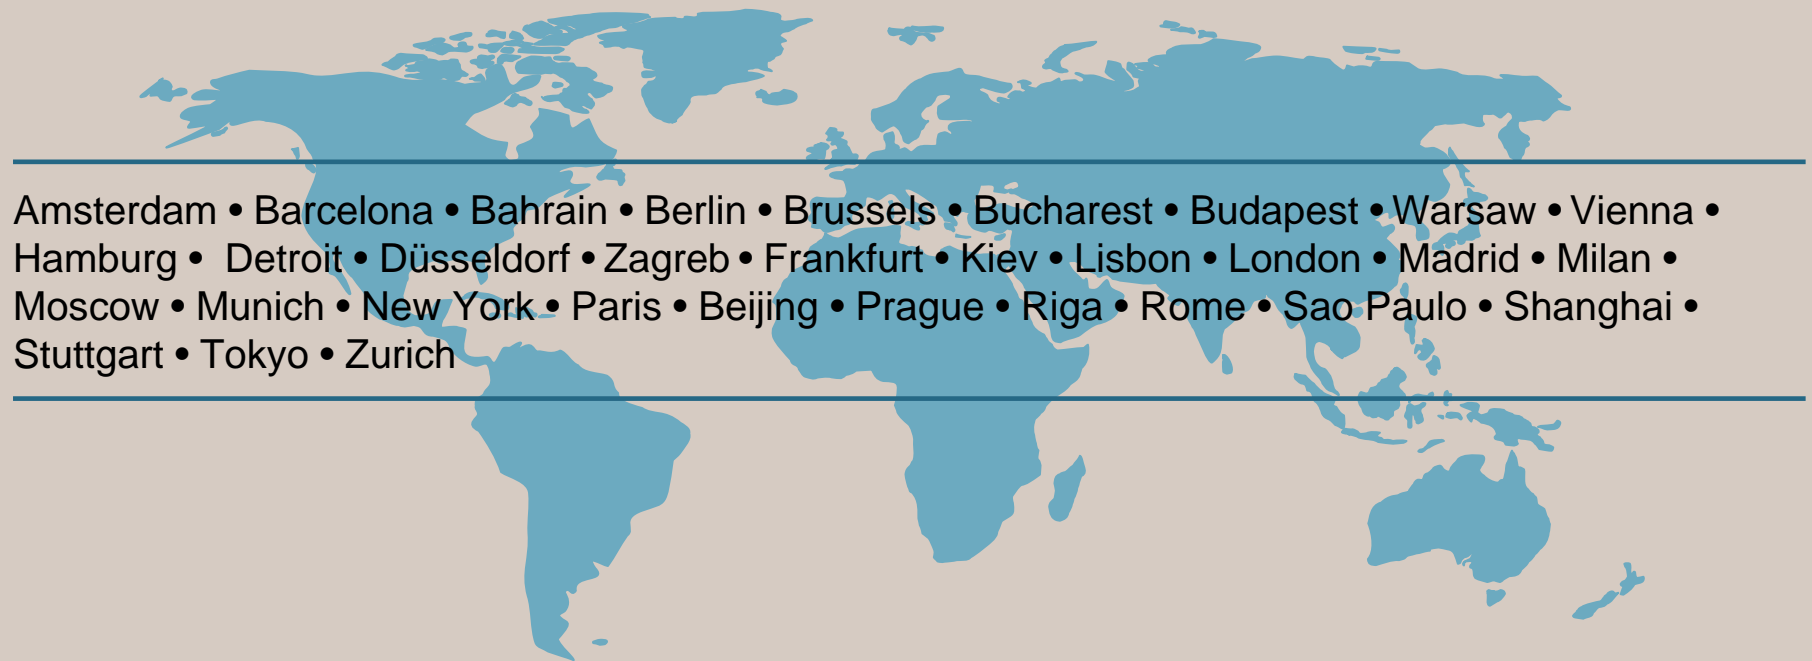 Amsterdam • Barcelona • Bahrain • Berlin • Brussels • Bucharest • Budapest • Warsaw • Vienna •
Hamburg • Detroit • Düsseldorf • Zagreb • Frankfurt • Kiev • Lisbon • London • Madrid • Milan •
Moscow • Munich • New York • Paris • Beijing • Prague • Riga • Rome • Sao Paulo • Shanghai •
Stuttgart • Tokyo • Zurich